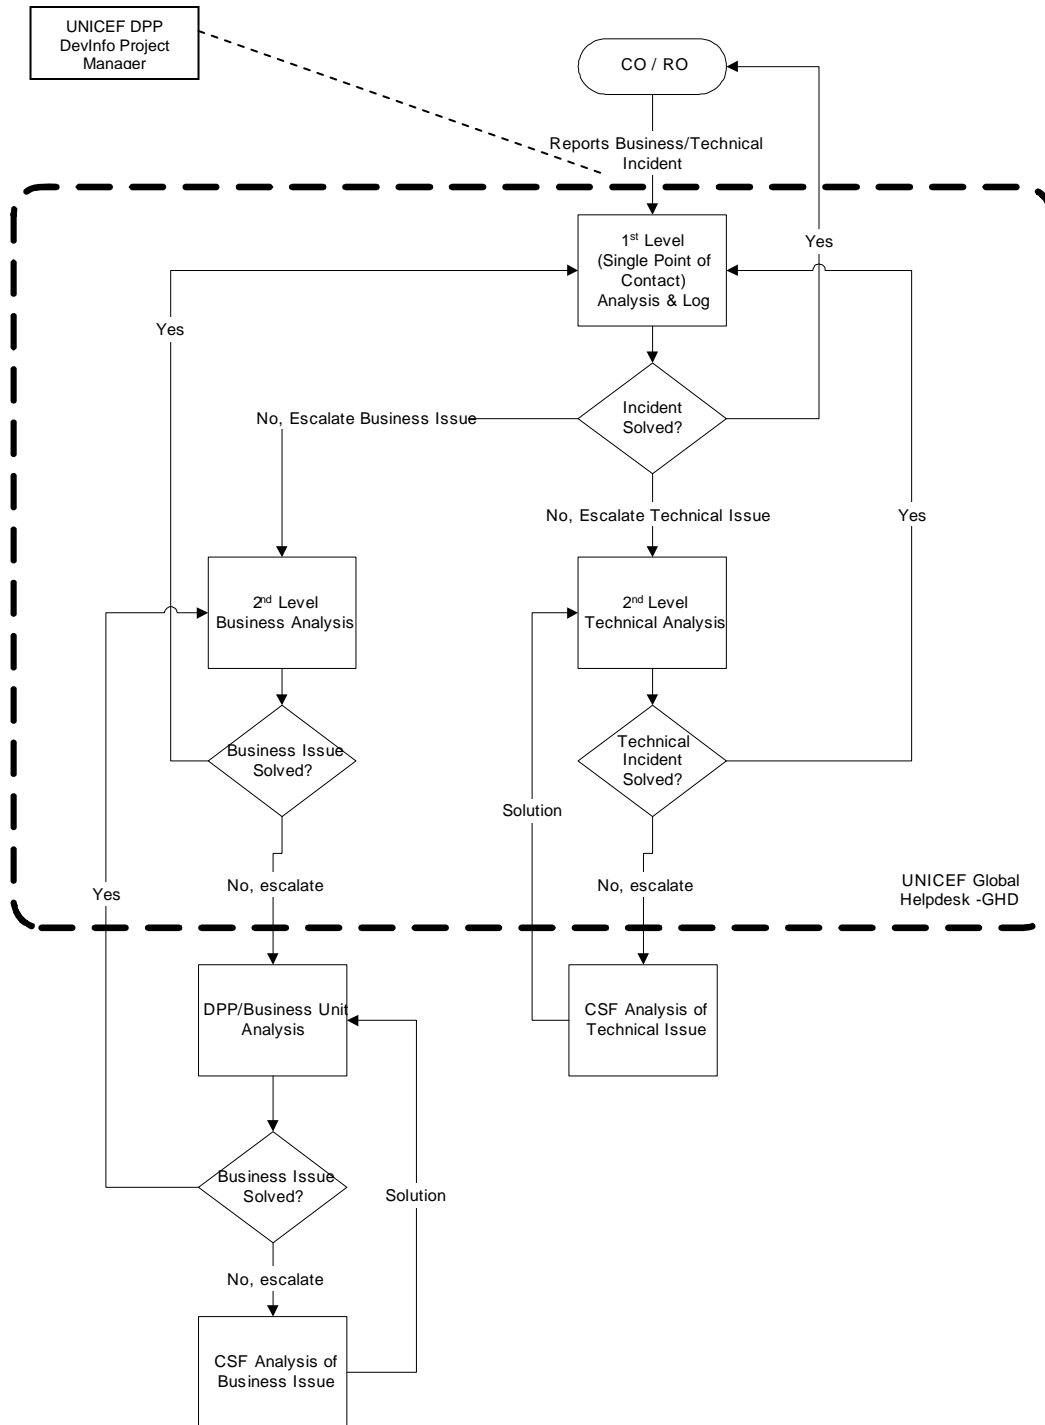 UNICEF DPP
DevInfo Project
Manager
CO / RO
Reports Business/Technical
Incident
1st Level
(Single Point of
Contact)
Analysis & Log
Yes
Yes
Incident
Solved?
No, Escalate Business Issue
No, Escalate Technical Issue
Yes
2nd Level
Business Analysis
2nd Level
Technical Analysis
Business Issue
Solved?
Technical
Incident
Solved?
Solution
No, escalate
No, escalate
Yes
UNICEF Global
Helpdesk -GHD
DPP/Business Unit
Analysis
CSF Analysis of
Technical Issue
Business Issue
Solved?
Solution
No, escalate
CSF Analysis of
Business Issue